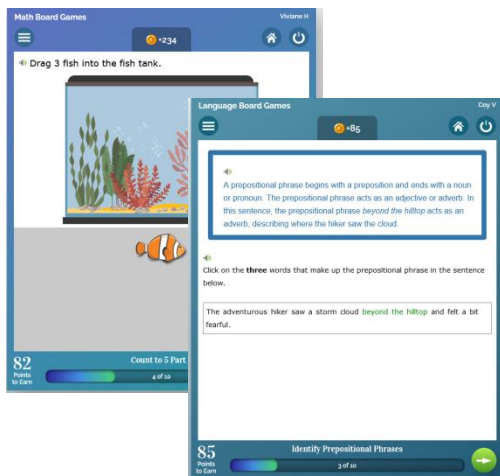 Math Board Games
Viviane H
+234
Drag 3 fish into the fish tank.
82
Points
to Earn
Count to 5 Part
4 of 10
Language Board Games
Coy V
+85
A prepositional phrase begins with a preposition and ends with a noun
or pronoun. The prepositional phrase acts as an adjective or adverb. In
this sentence, the prepositional phrase beyond the hilltop acts as an
adverb, describing where the hiker saw the cloud.
Click on the three words that make up the prepositional phrase in the sentence
below.
The adventurous hiker saw a storm cloud beyond the hilltop and felt a bit
fearful.
85
Points
to Earn
Identify Prepositional Phrases
3 of 10